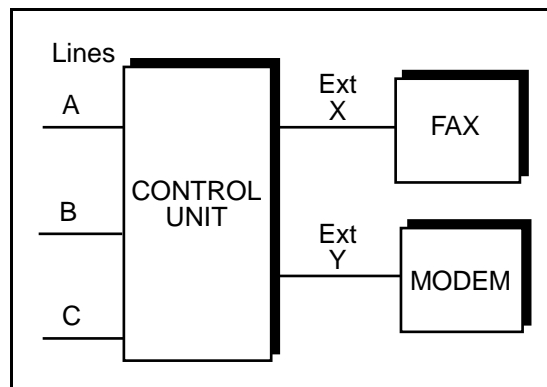 Lines
A
B
C
CONTROL
UNIT
Ext
X
FAX
Ext
Y
MODEM